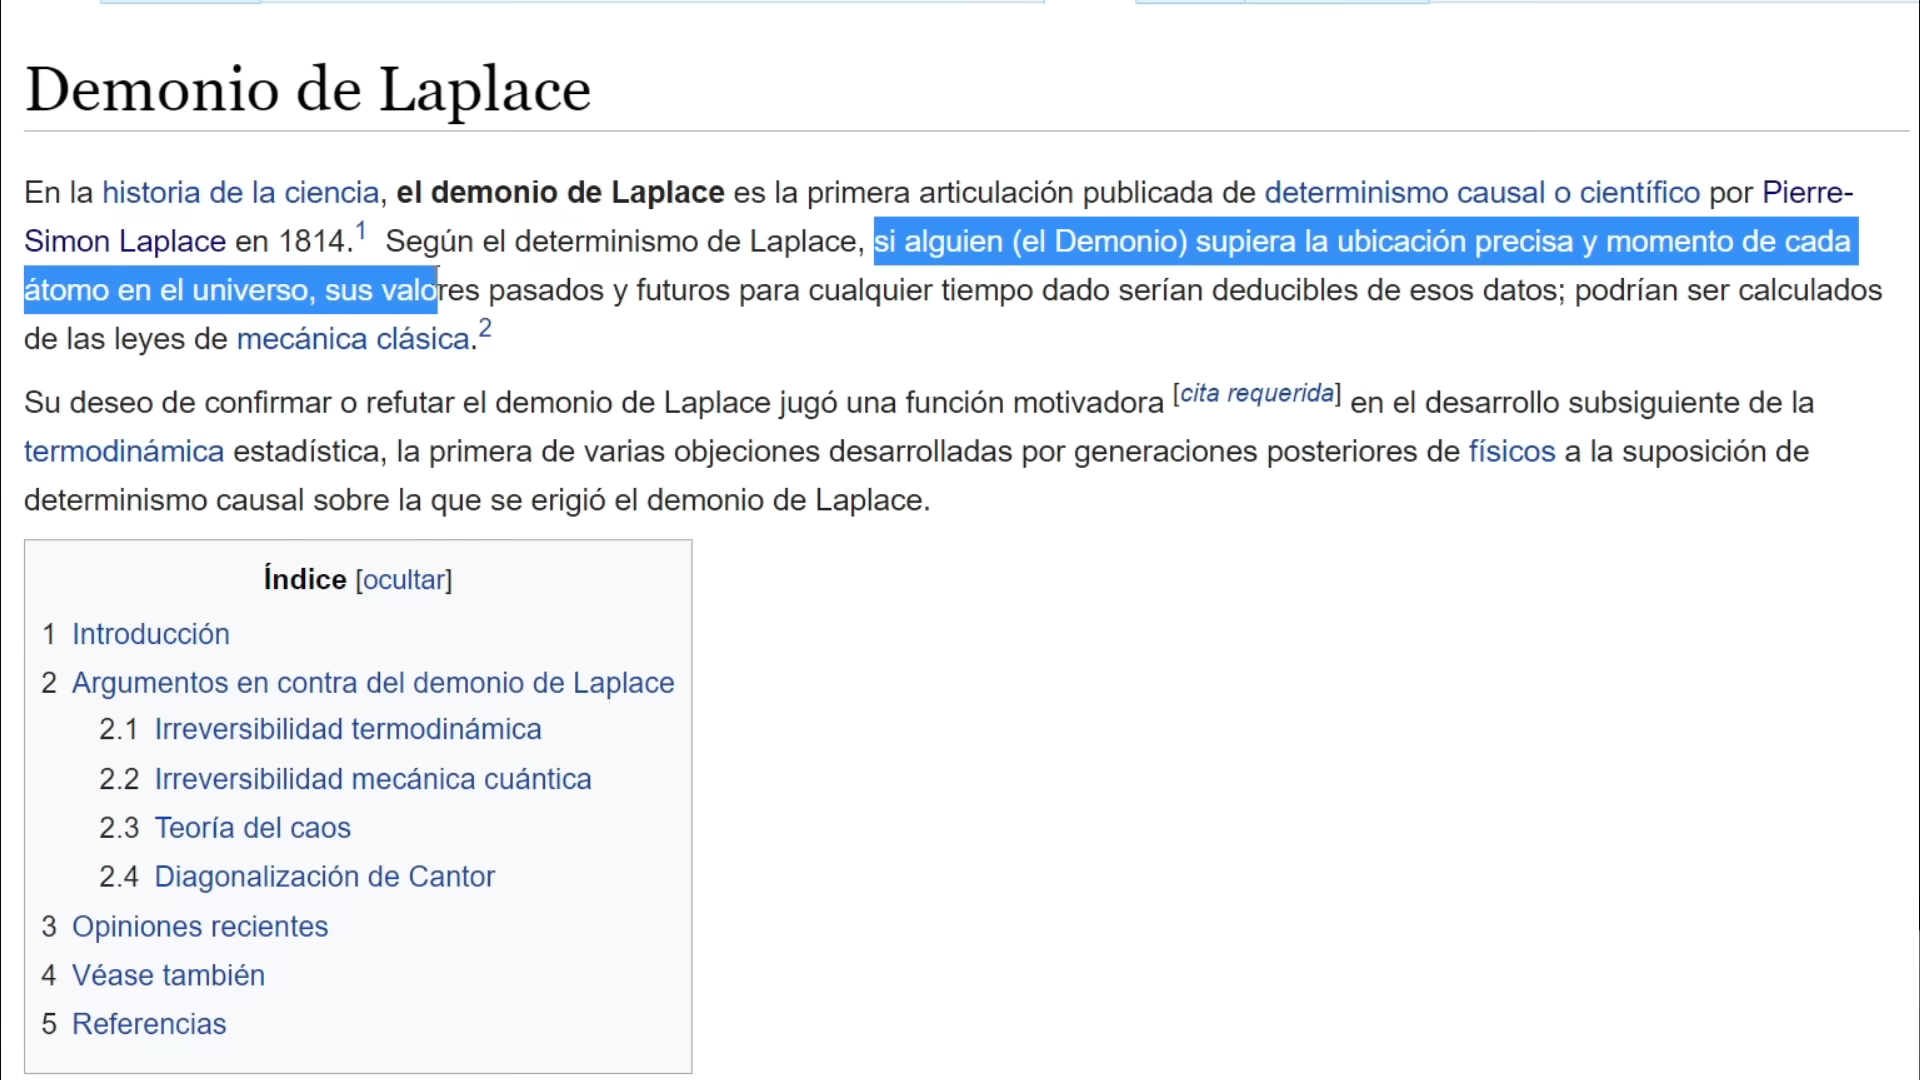 Demonio de Laplace
En la historia de la ciencia, el demonio de Laplace es la primera articulación publicada de determinismo causal o científico por Pierre-
Simon Laplace en 1814.1 Según el determinismo de Laplace, si alguien (el Demonio) supiera la ubicación precisa y momento de cada
átomo en el universo, sus valores pasados y futuros para cualquier tiempo dado serían deducibles de esos datos; podrían ser calculados
de las leyes de mecánica clásica.2
Su deseo de confirmar o refutar el demonio de Laplace jugó una función motivadora [cita requerida] en el desarrollo subsiguiente de la
termodinámica estadística, la primera de varias objeciones desarrolladas por generaciones posteriores de físicos a la suposición de
determinismo causal sobre la que se erigió el demonio de Laplace.
Índice [ocultar]
1 Introducción
2 Argumentos en contra del demonio de Laplace
2.1 Irreversibilidad termodinámica
2.2 Irreversibilidad mecánica cuántica
2.3 Teoría del caos
2.4 Diagonalización de Cantor
3 Opiniones recientes
4 Véase también
5 Referencias